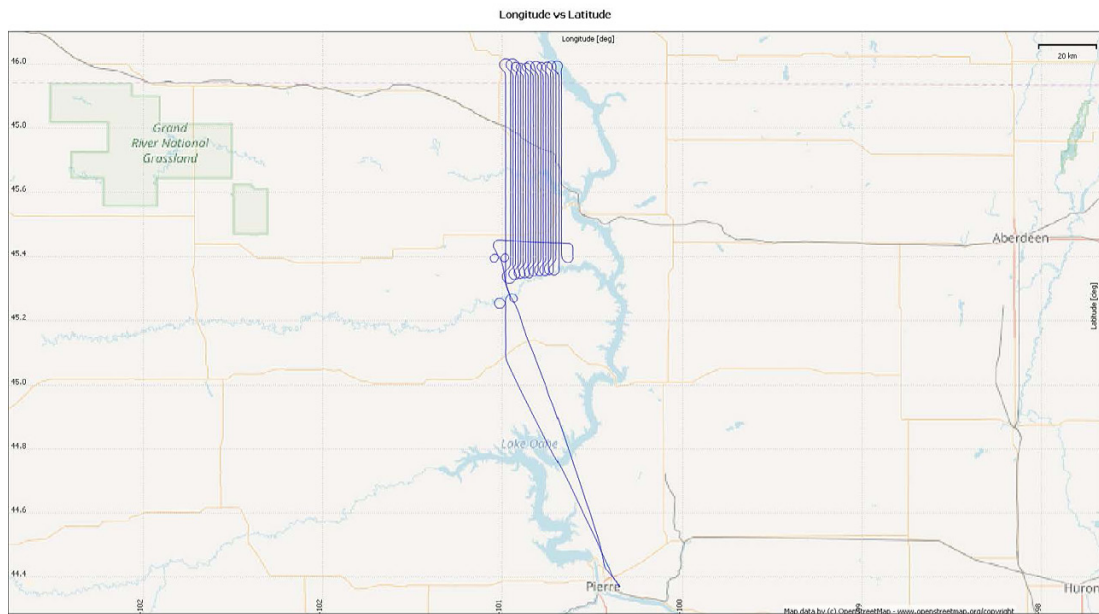 Longitude vs Latitude
Longitude [deg]
20 km
46.0
45.0
Grand
River National
Grassland
45.6
Aberdeen
45.4
Latitude [deg]
45.2
45.0
Lake Oahe
44.8
44.6
44.4
Pierre
Huron
-102
-102
-101
-100
-99
Map data by (c) OpenStreetMap - www.openstreetmap.org/copyright